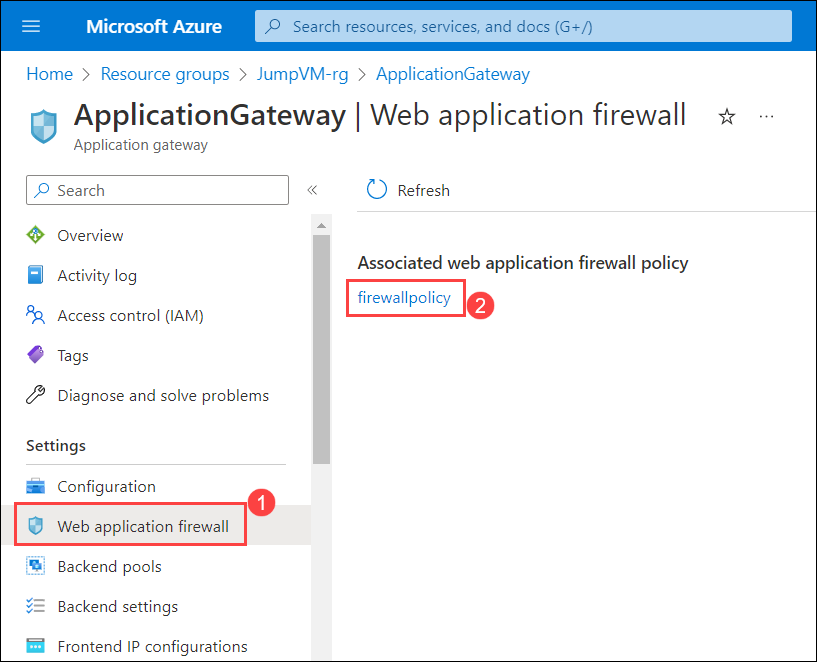 Microsoft Azure
Search resources, services, and docs (G+/)
Home > Resource groups > JumpVM-rg > ApplicationGateway
ApplicationGateway | Web application firewall
Application gateway
Search
Refresh
Overview
Activity log
Access control (IAM)
Tags
Diagnose and solve problems
Settings
Configuration
Web application firewall
1
Backend pools
Backend settings
Frontend IP configurations
Associated web application firewall policy
firewallpolicy
2